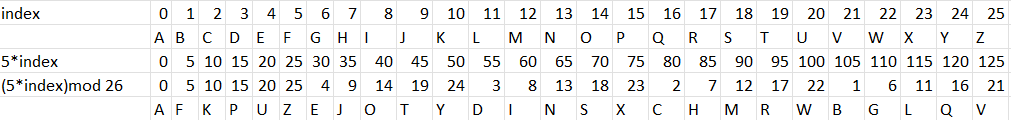 index 0 1 2 3 4 5 6 7 8 9 10 11 12 13 14 15 16 17 18 19 20 21 22 23 24 25
A B C D E F G H I J K L M N O P Q R S T U V W X Y Z
5*index 0 5 10 15 20 25 30 35 40 45 50 55 60 65 70 75 80 85 90 95 100 105 110 115 120 125
(5*index)mod 26 0 5 10 15 20 25 4 9 14 19 24 3 8 13 18 23 2 7 12 17 22 1 6 11 16 21
A F K P U Z E J O T Y D I N S X C H M R W B G L Q V